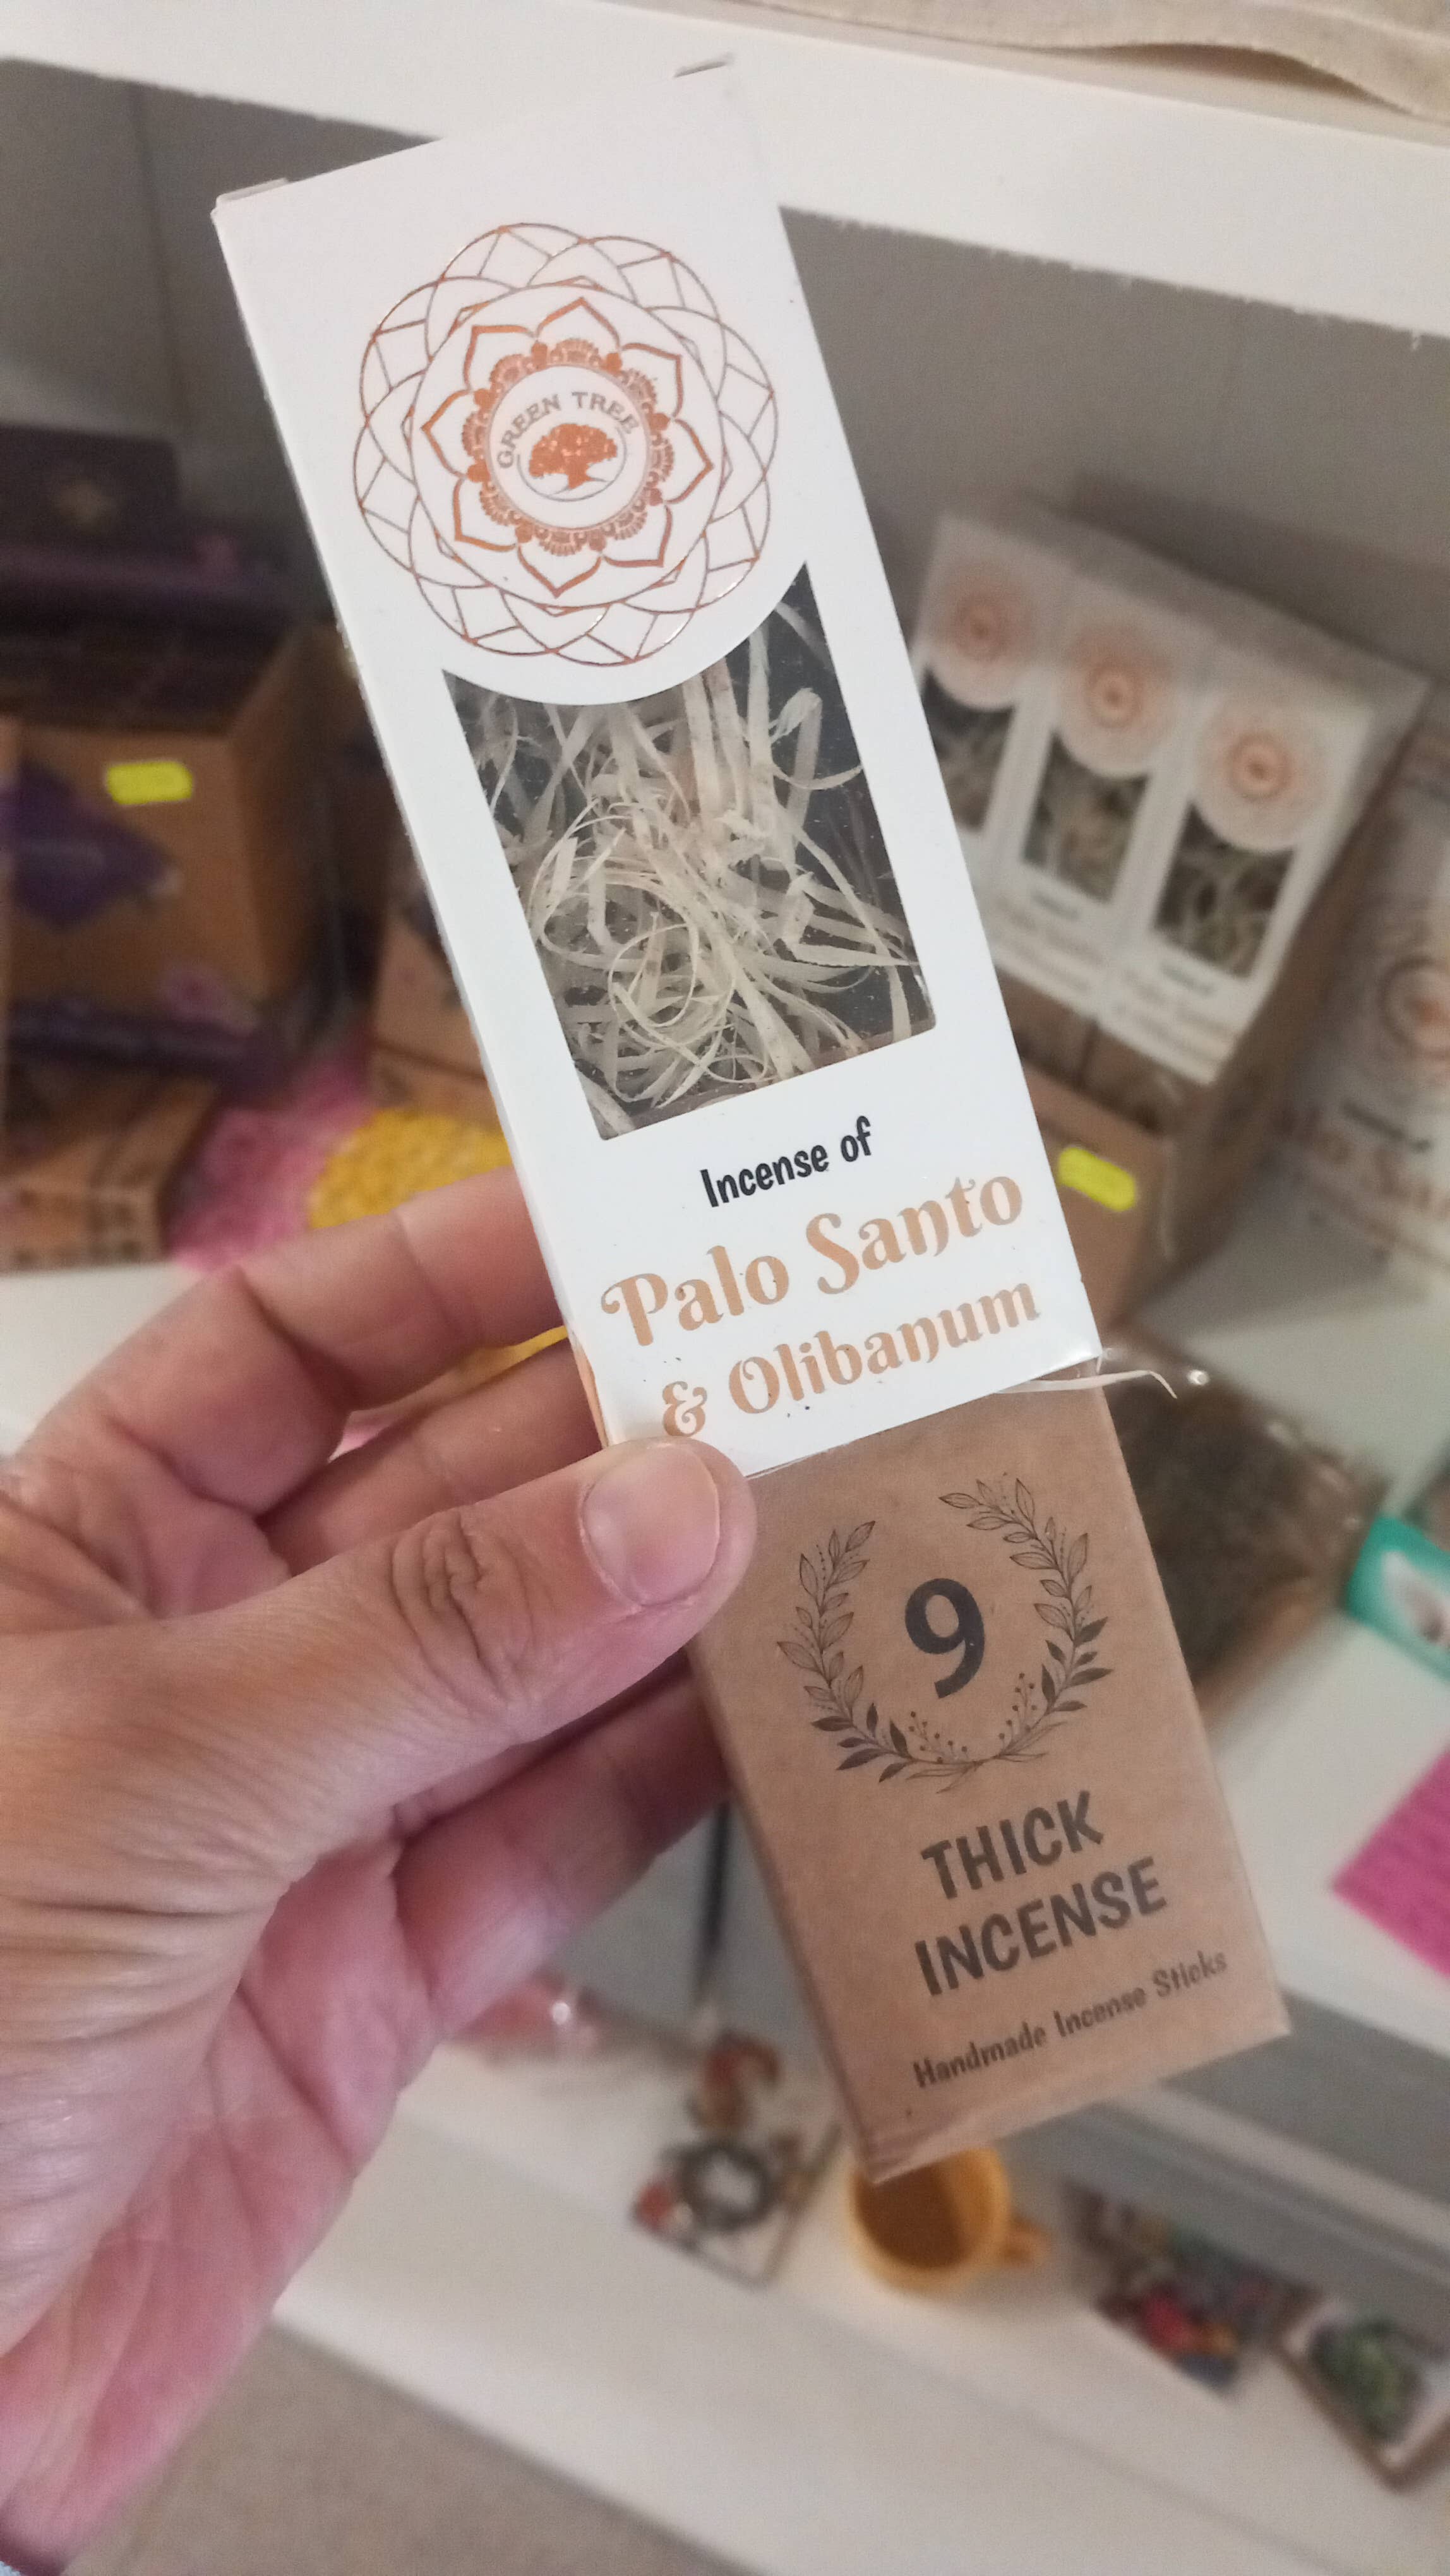 GREEN TREE
Incense of
Palo Santo
& Olibanum
9
THICK
INCENSE
Handmade Incense Sticks